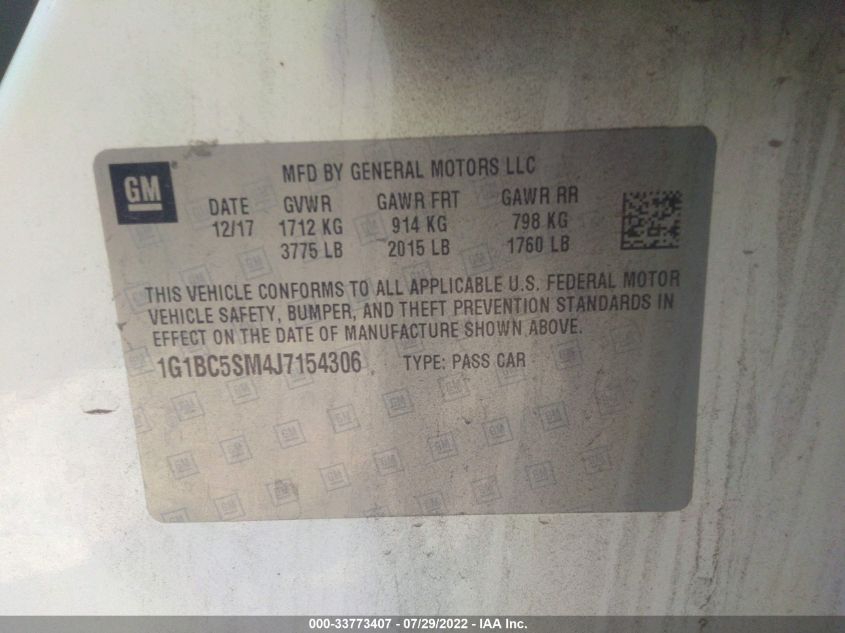 GM ® MFD BY GENERAL MOTORS LLC
DATE GVWR GAWR FRT GAWR RR
12/17 1712 KG 914 KG 798 KG
3775 LB 2015 LB 1760 LB
THIS VEHICLE CONFORMS TO ALL APPLICABLE U.S. FEDERAL MOTOR
VEHICLE SAFETY, BUMPER, AND THEFT PREVENTION STANDARDS IN
EFFECT ON THE DATE OF MANUFACTURE SHOWN ABOVE.
1G1BC5SM4J7154306 TYPE: PASS CAR
000-33773407 - 07/29/2022 - IAA Inc.